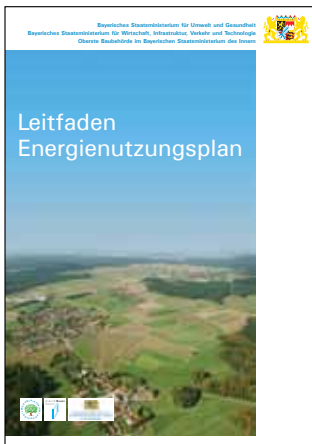 Bayerisches Staatsministerium für Umwelt und Gesundheit
Bayerisches Staatsministerium für Wirtschaft, Infrastruktur, Verkehr und Technologie
Oberste Baubehörde im Bayerischen Staatsministerium des Innern
Leitfaden
Energienutzungsplan